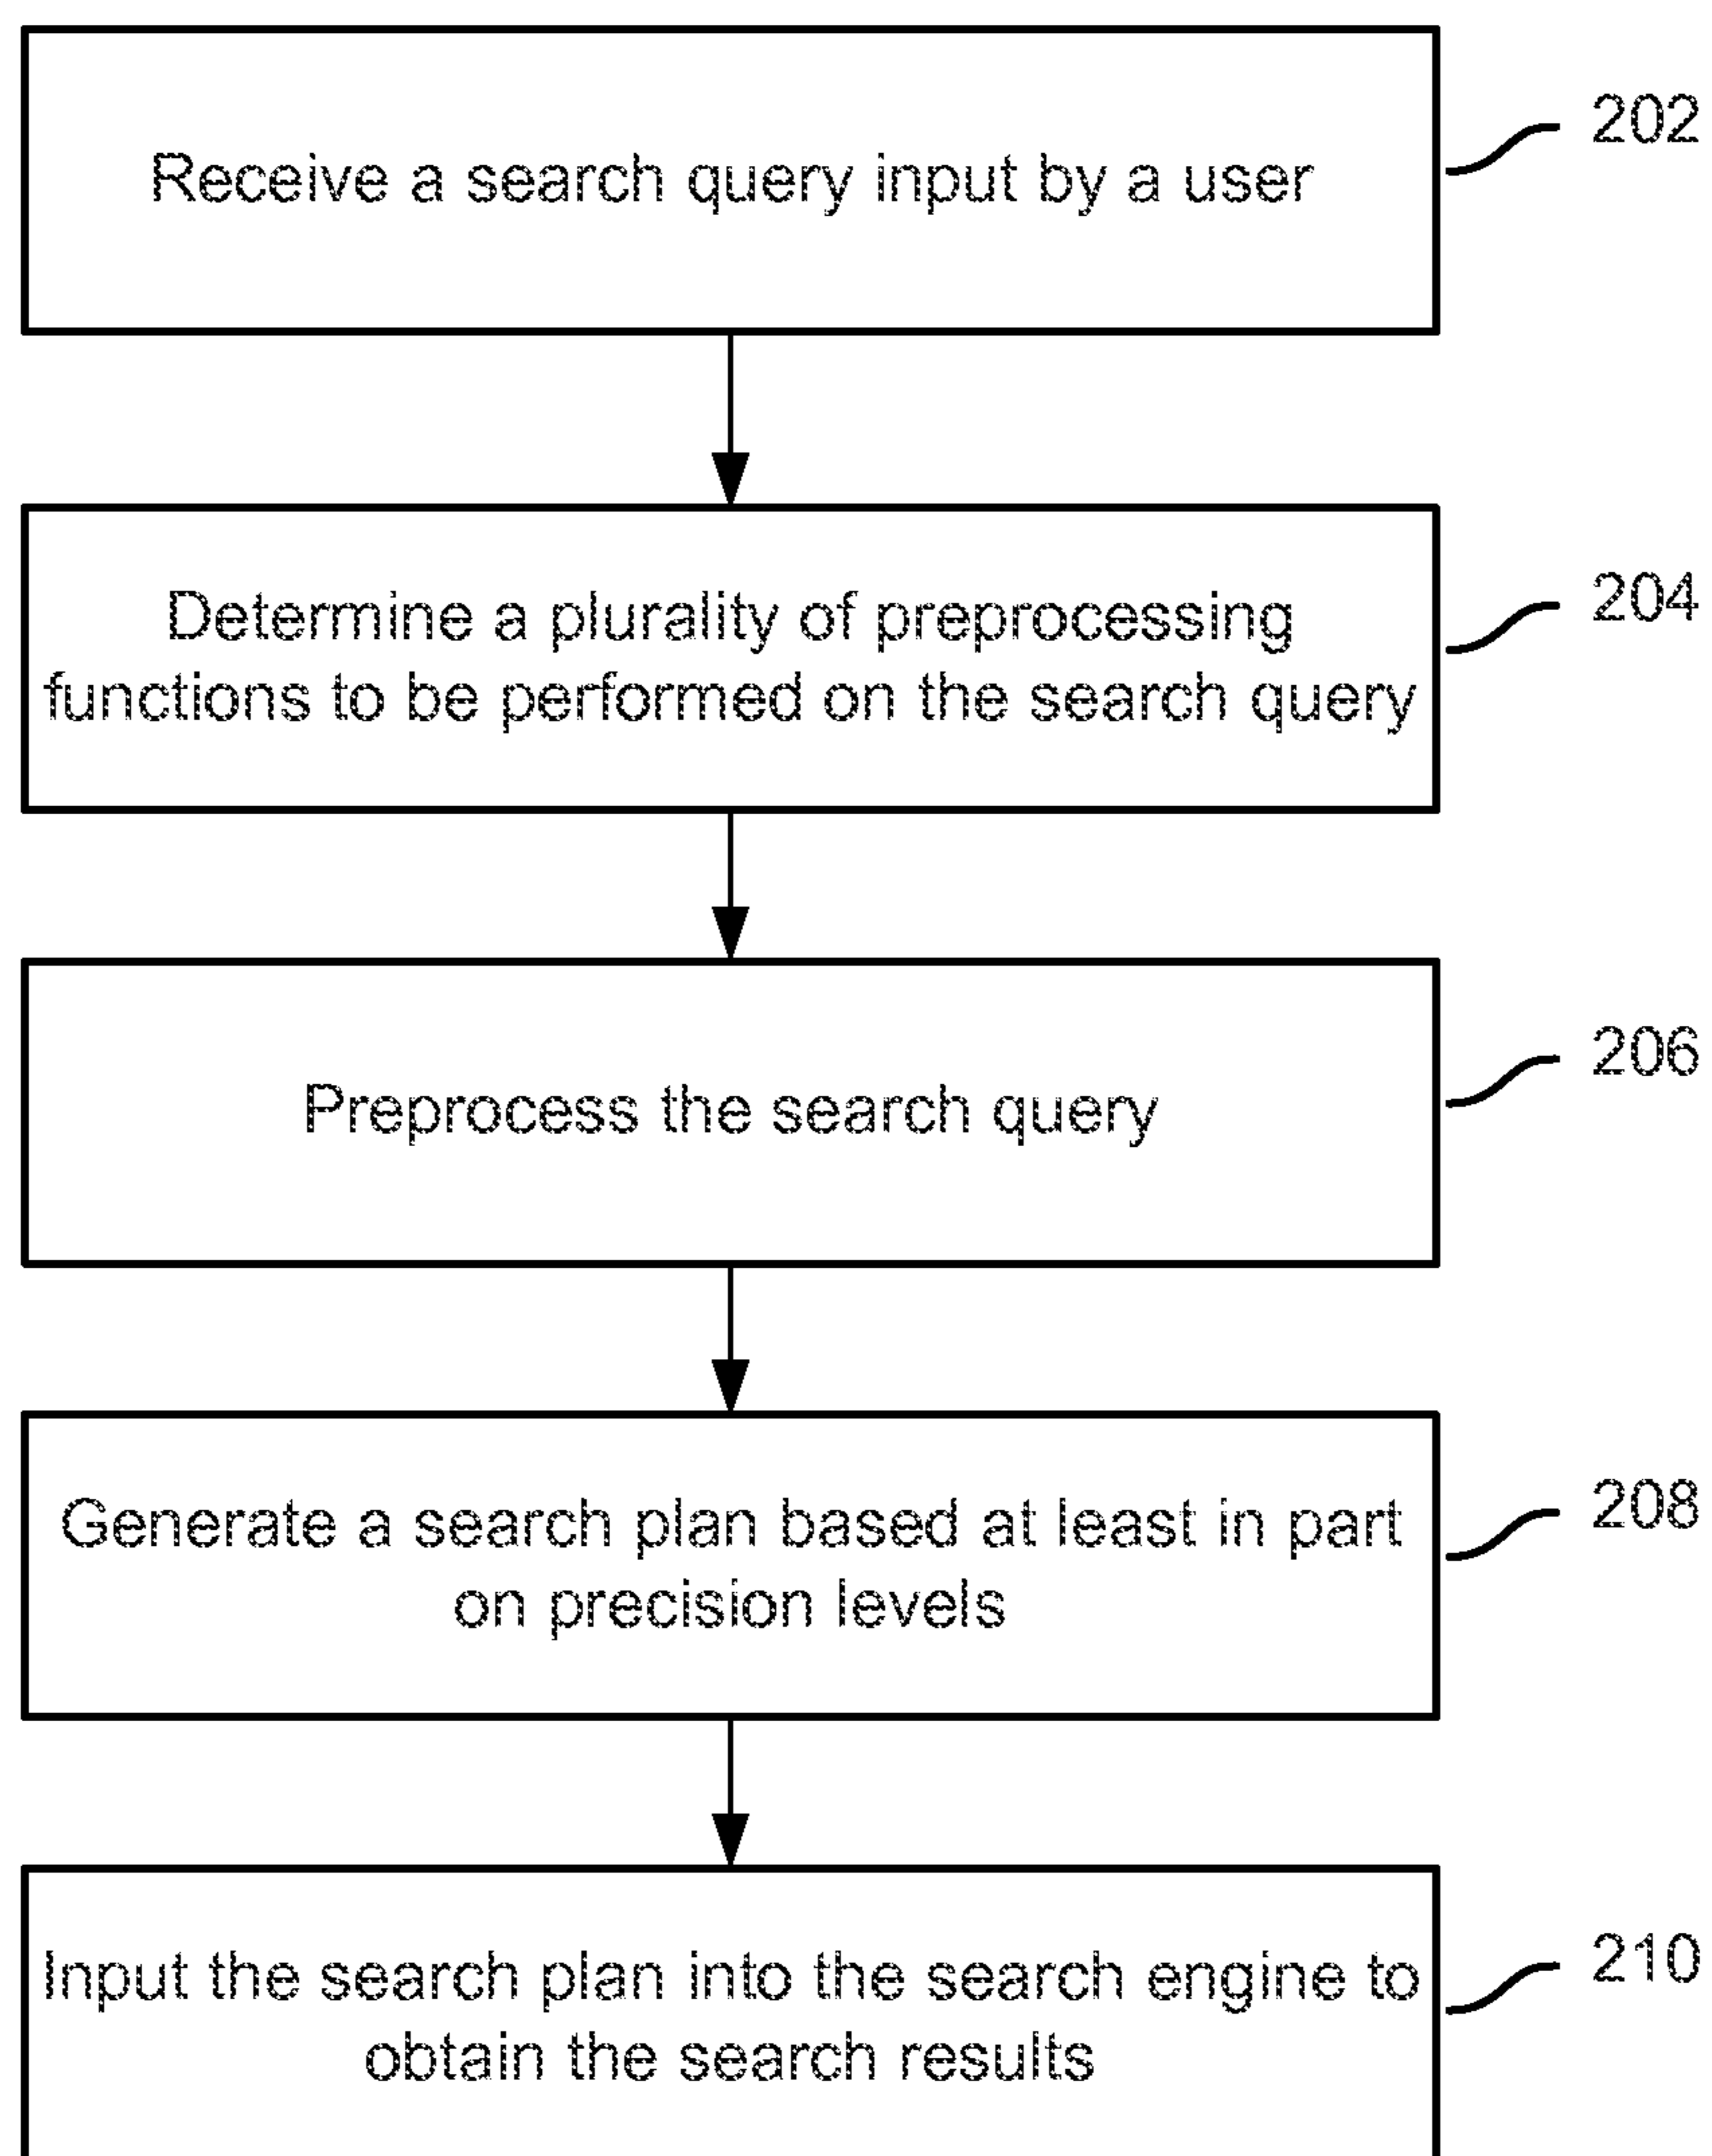 Receive a search query input by a user
202
Determine a plurality of preprocessing
functions to be performed on the search query
204
Preprocess the search query
206
Generate a search plan based at least in part
on precision levels
208
Input the search plan into the search engine to
obtain the search results
210